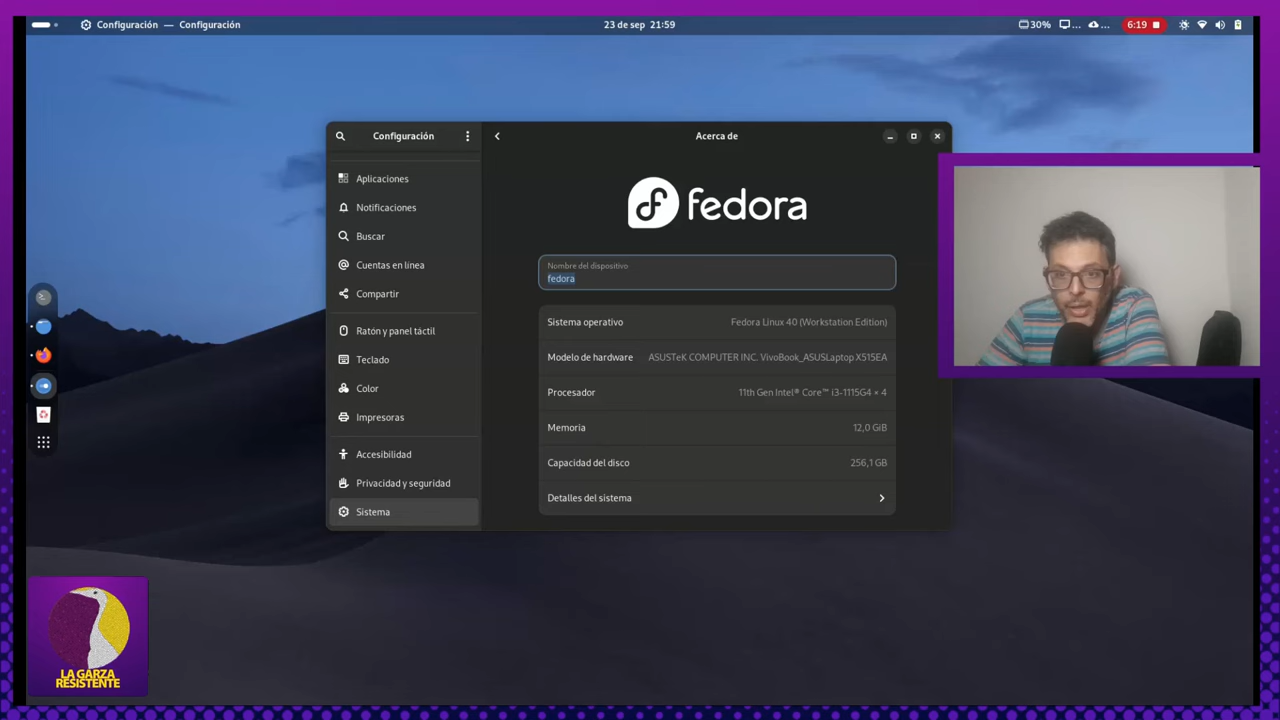 Configuración — Configuración
23 de sep 21:59
30%
...
...
6:19
Configuración
Acerca de
Aplicaciones
Notificaciones
Buscar
Cuentas en línea
Compartir
Ratón y panel táctil
Teclado
Color
Impresoras
Accesibilidad
Privacidad y seguridad
Sistema
fedora
Nombre del dispositivo
fedora
Sistema operativo
Fedora Linux 40 (Workstation Edition)
Modelo de hardware
ASUSTeK COMPUTER INC. VivoBook_ASUSLaptop X515EA
Procesador
11th Gen Intel® Core™ i3-1115G4 × 4
Memoria
12,0 GiB
Capacidad del disco
256,1 GB
Detalles del sistema
LA GARZA
RESISTENTE